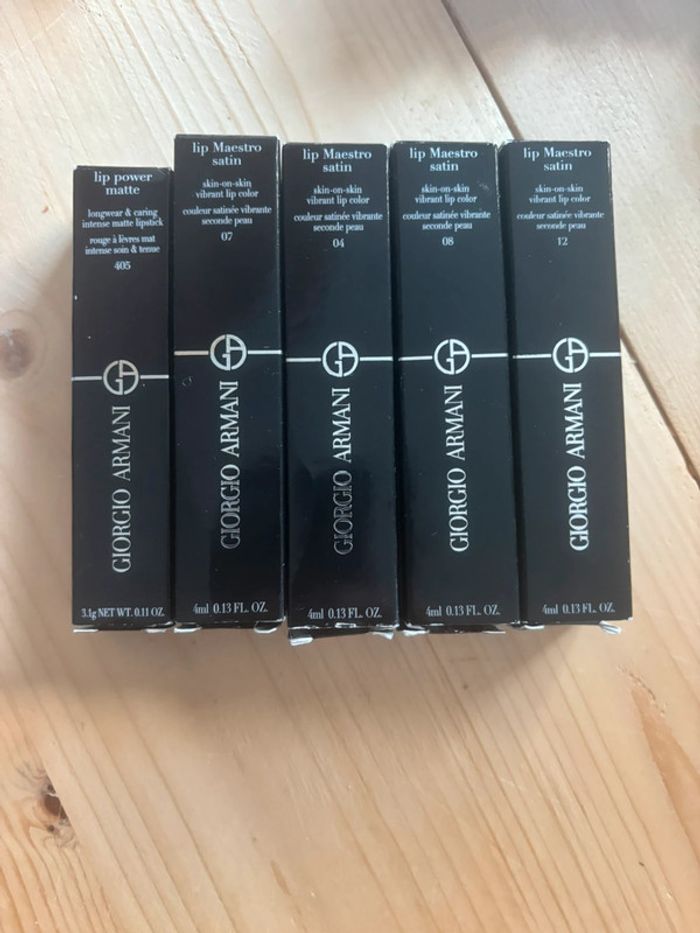 lip power
matte
longwear & caring
intense matte lipstick
rouge à lèvres mat
intense soin & tenue
405
GA
GIORGIO ARMANI
3.1g NET WT. 0.11 OZ.
lip Maestro
satin
skin-on-skin
vibrant lip color
couleur satinée vibrante
seconde peau
07
GA
GIORGIO ARMANI
4ml 0.13 FL. OZ.
lip Maestro
satin
skin-on-skin
vibrant lip color
couleur satinée vibrante
seconde peau
04
GA
GIORGIO ARMANI
4ml 0.13 FL. OZ.
lip Maestro
satin
skin-on-skin
vibrant lip color
couleur satinée vibrante
seconde peau
08
GA
GIORGIO ARMANI
4ml 0.13 FL. OZ.
lip Maestro
satin
skin-on-skin
vibrant lip color
couleur satinée vibrante
seconde peau
12
GA
GIORGIO ARMANI
4ml 0.13 FL. OZ.